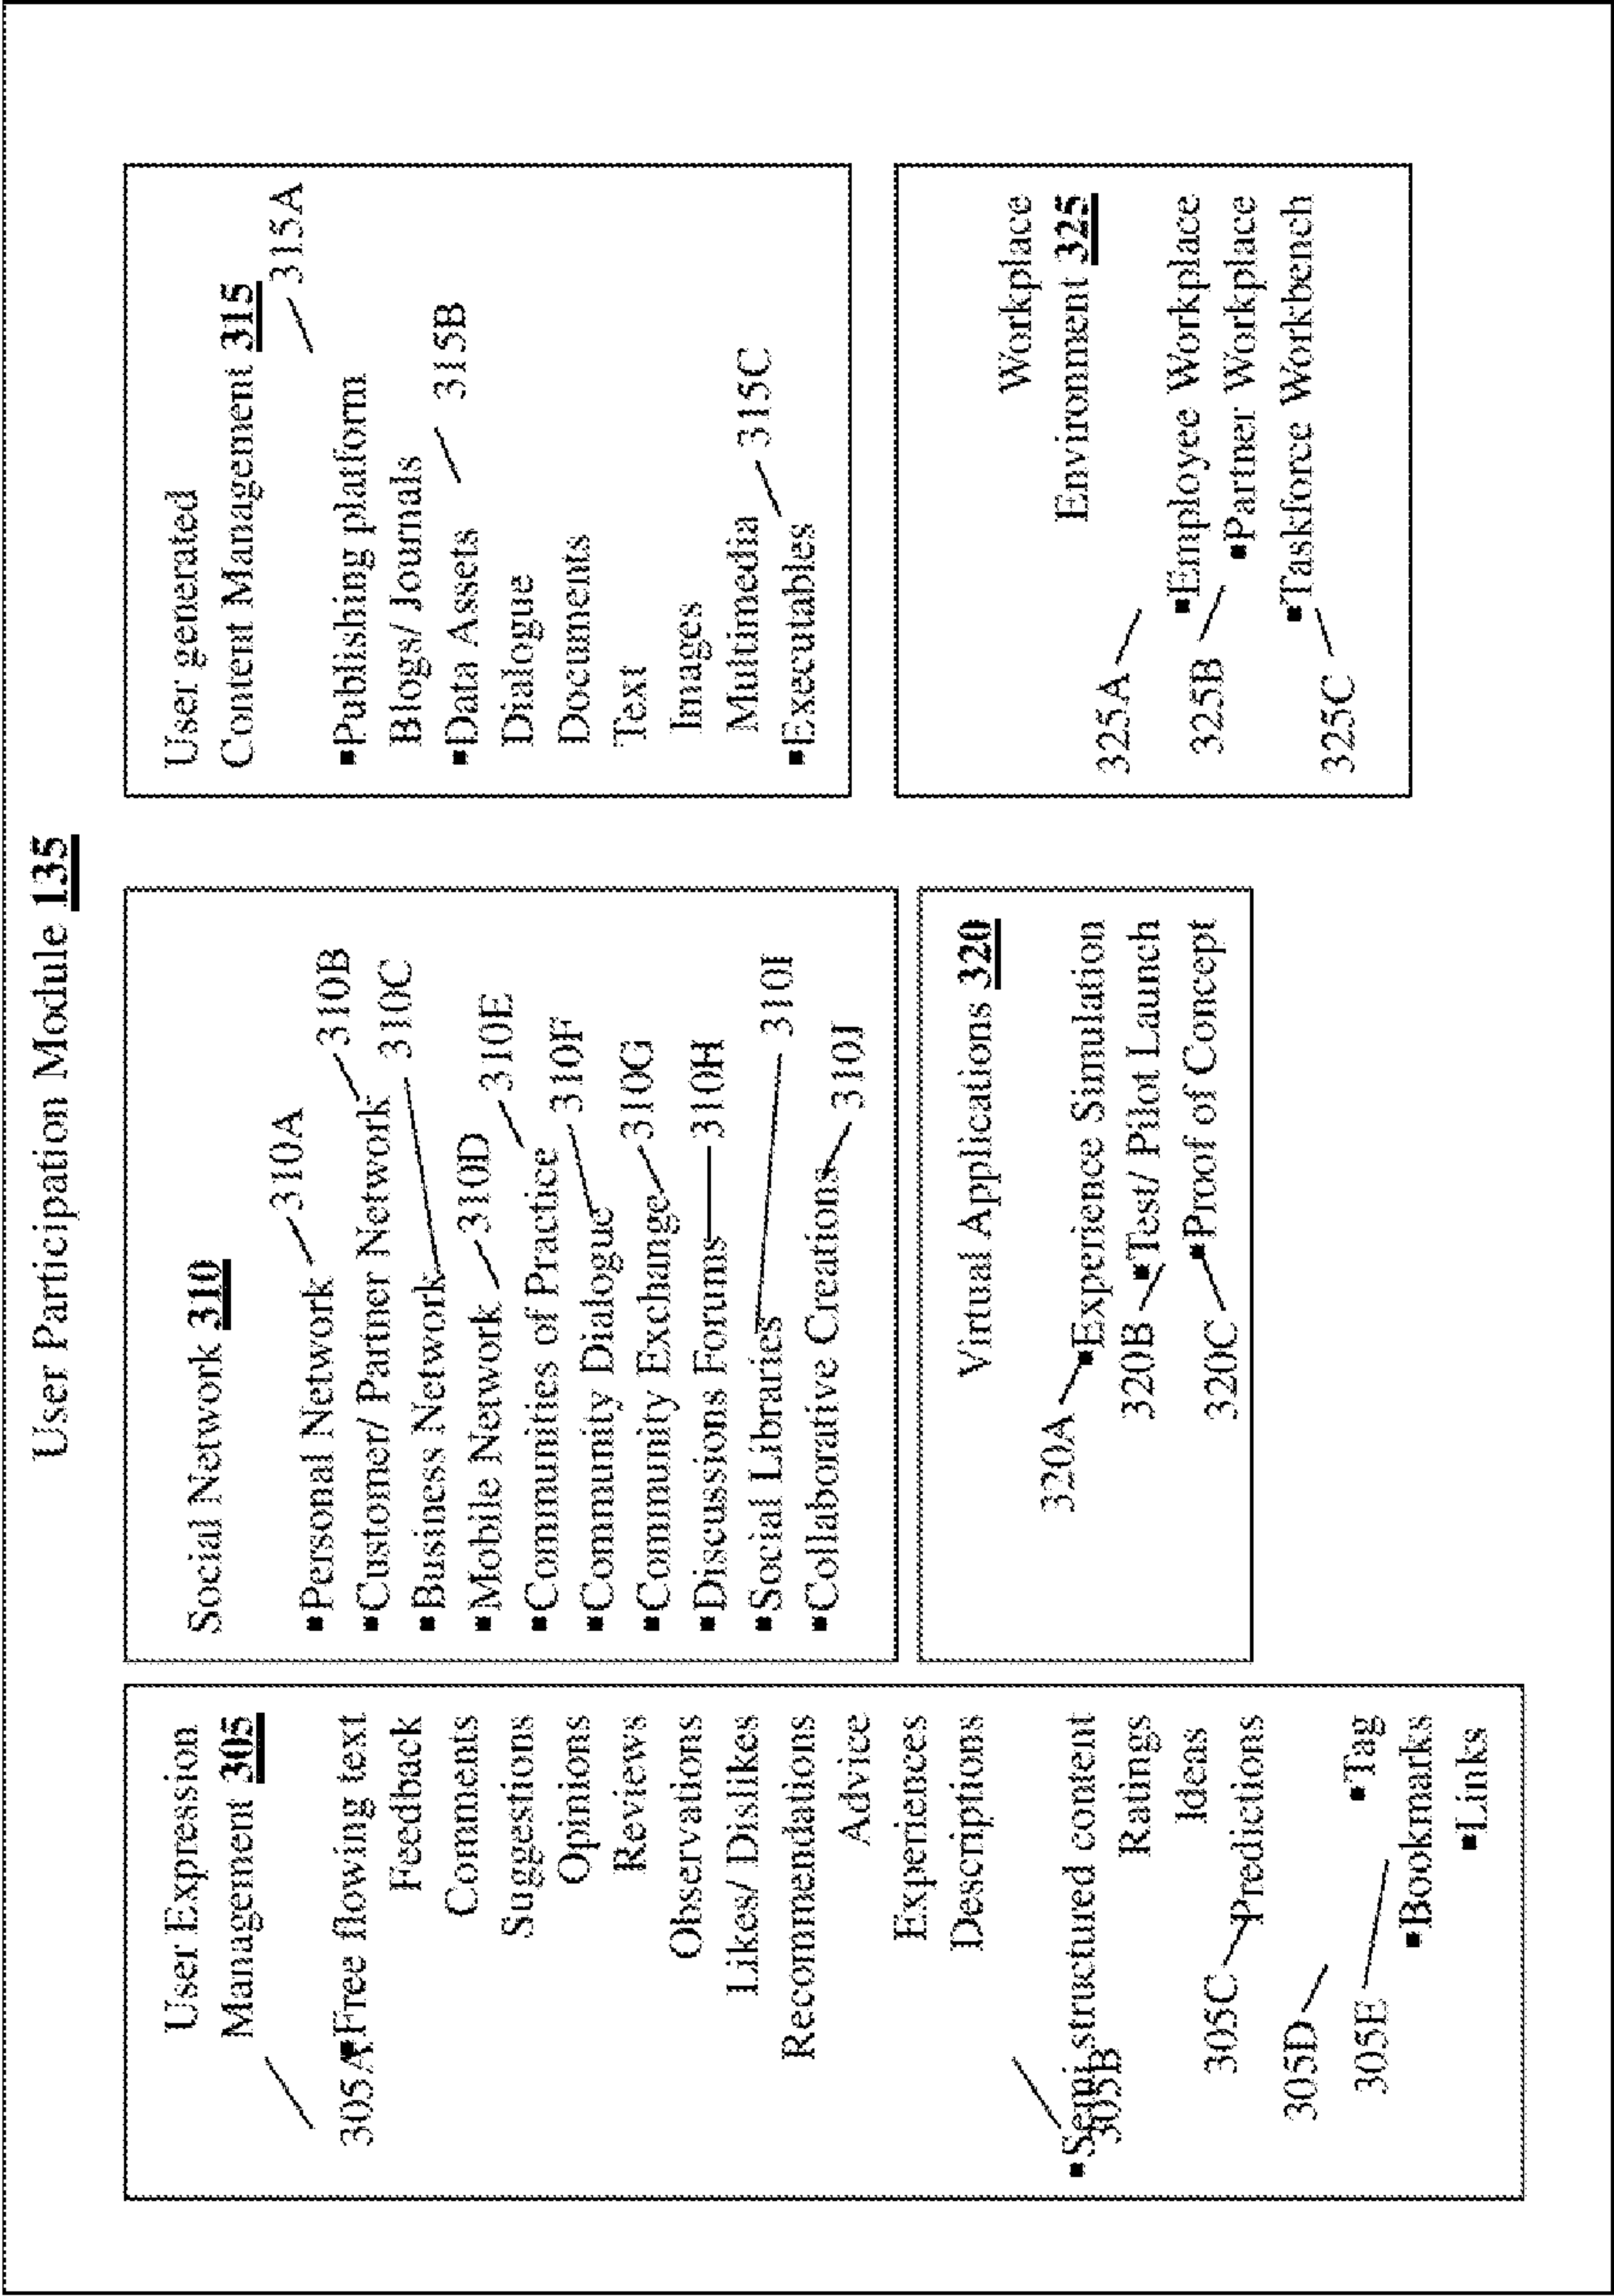 User Participation Module 135
User Expression
Management 305
305A
▪Free flowing text
Feedback
Comments
Suggestions
Opinions
Reviews
Observations
Likes/ Dislikes
Recommendations
Advice
Experiences
Descriptions
▪Semi structured content
305B
Ratings
Ideas
305C
Predictions
305D
▪Tag
305E
▪Bookmarks
▪Links
Social Network 310
▪Personal Network 310A
▪Customer/ Partner Network 310B
▪Business Network 310C
▪Mobile Network 310D
▪Communities of Practice 310E
▪Community Dialogue 310F
▪Community Exchange 310G
▪Discussions Forums 310H
▪Social Libraries 310I
▪Collaborative Creations 310J
Virtual Applications 320
320A ▪Experience Simulation
320B ▪Test/ Pilot Launch
320C ▪Proof of Concept
User generated
Content Management 315
315A
▪Publishing platform
Blogs/ Journals
▪Data Assets 315B
Dialogue
Documents
Text
Images
Multimedia 315C
▪Executables
Workplace
Environment 325
325A
▪Employee Workplace
325B ▪Partner Workplace
▪Taskforce Workbench
325C